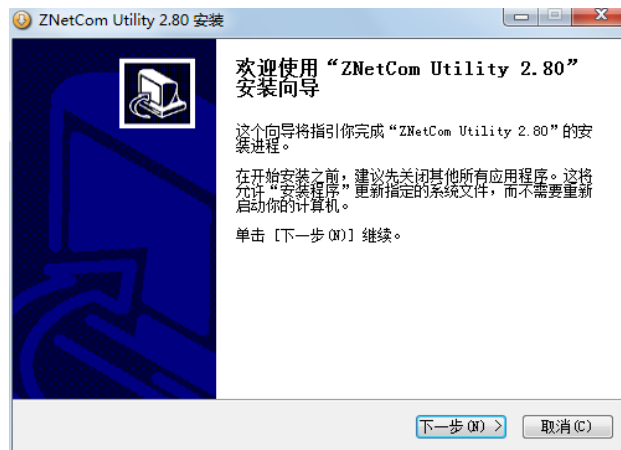 ZNetCom Utility 2.80 安装
欢迎使用“ZNetCom Utility 2.80”
安装向导
这个向导将指引你完成“ZNetCom Utility 2.80”的安
装进程。
在开始安装之前，建议先关闭其他所有应用程序。这将
允许“安装程序”更新指定的系统文件，而不需要重新
启动你的计算机。
单击 [下一步(N)] 继续。
下一步(N) >
取消(C)